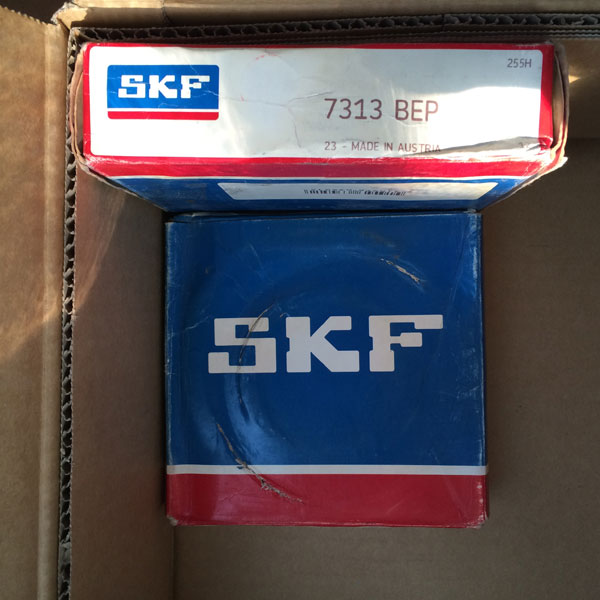 SKF
255H
7313 BEP
23 - MADE IN AUSTRIA
SKF